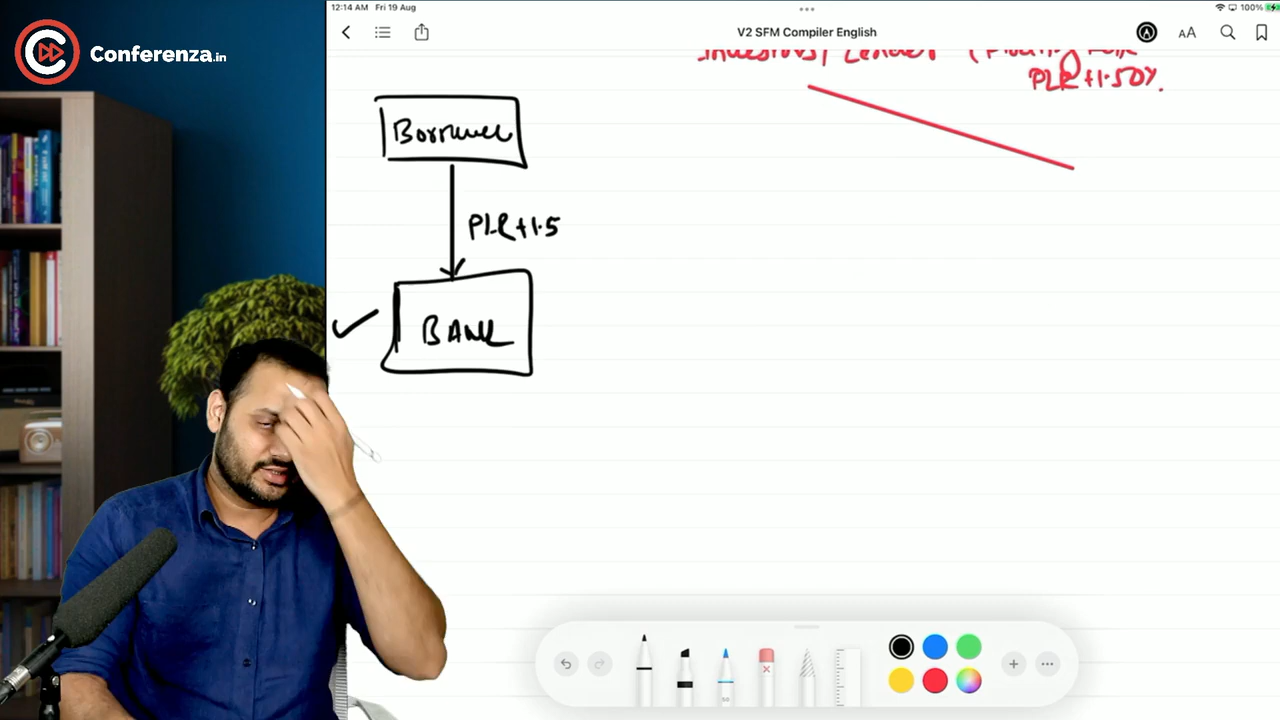 Conferenza.in
12:14 AM Fri 19 Aug
100%
V2 SFM Compiler English
AA
PLR +1.50%.
Borrower
PLR+1.5
BANK